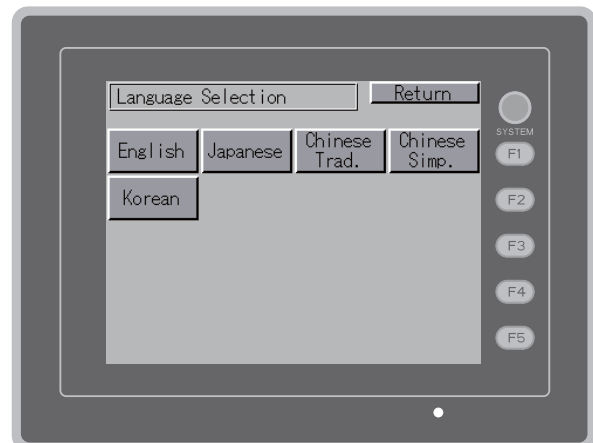 Language Selection
Return
SYSTEM
English
Japanese
Chinese
Trad.
Chinese
Simp.
F1
Korean
F2
F3
F4
F5